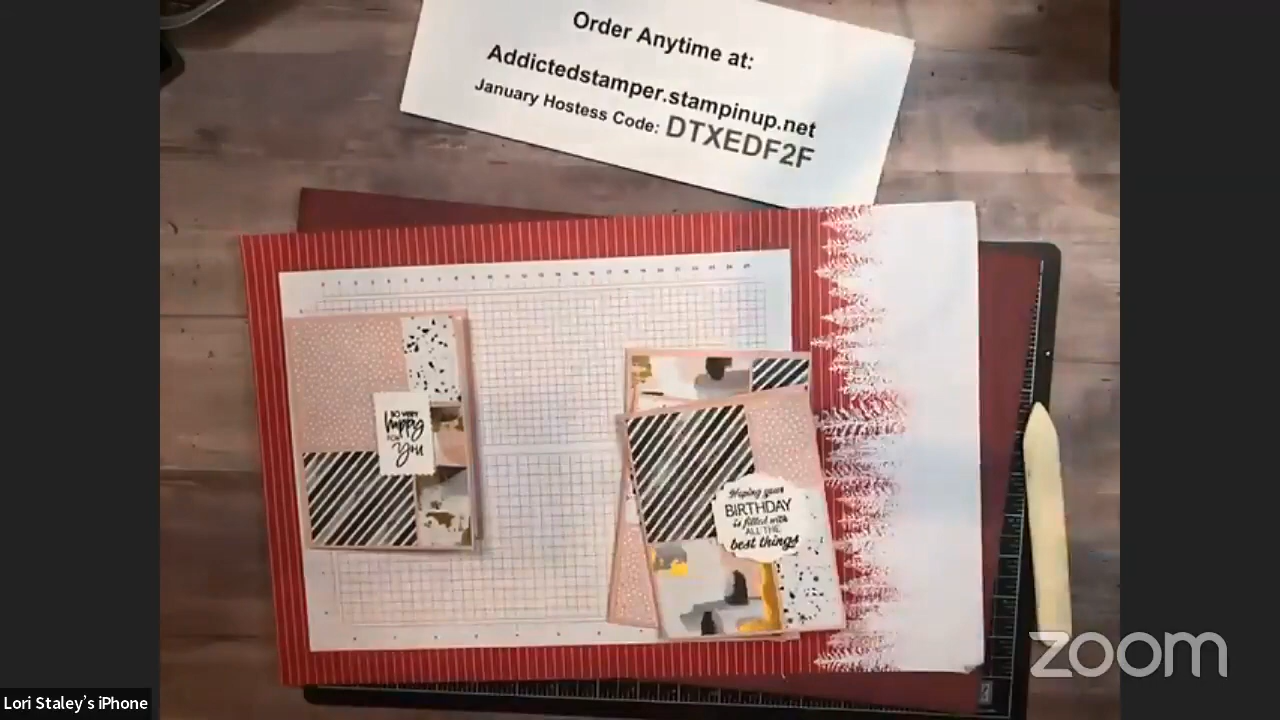 Order Anytime at:
Addictedstamper.stampinup.net
January Hostess Code: DTXEDF2F
SO VERY
happy
FOR
You
Hoping your
BIRTHDAY
is filled with
ALL THE
best things
zoom
Lori Staley's iPhone